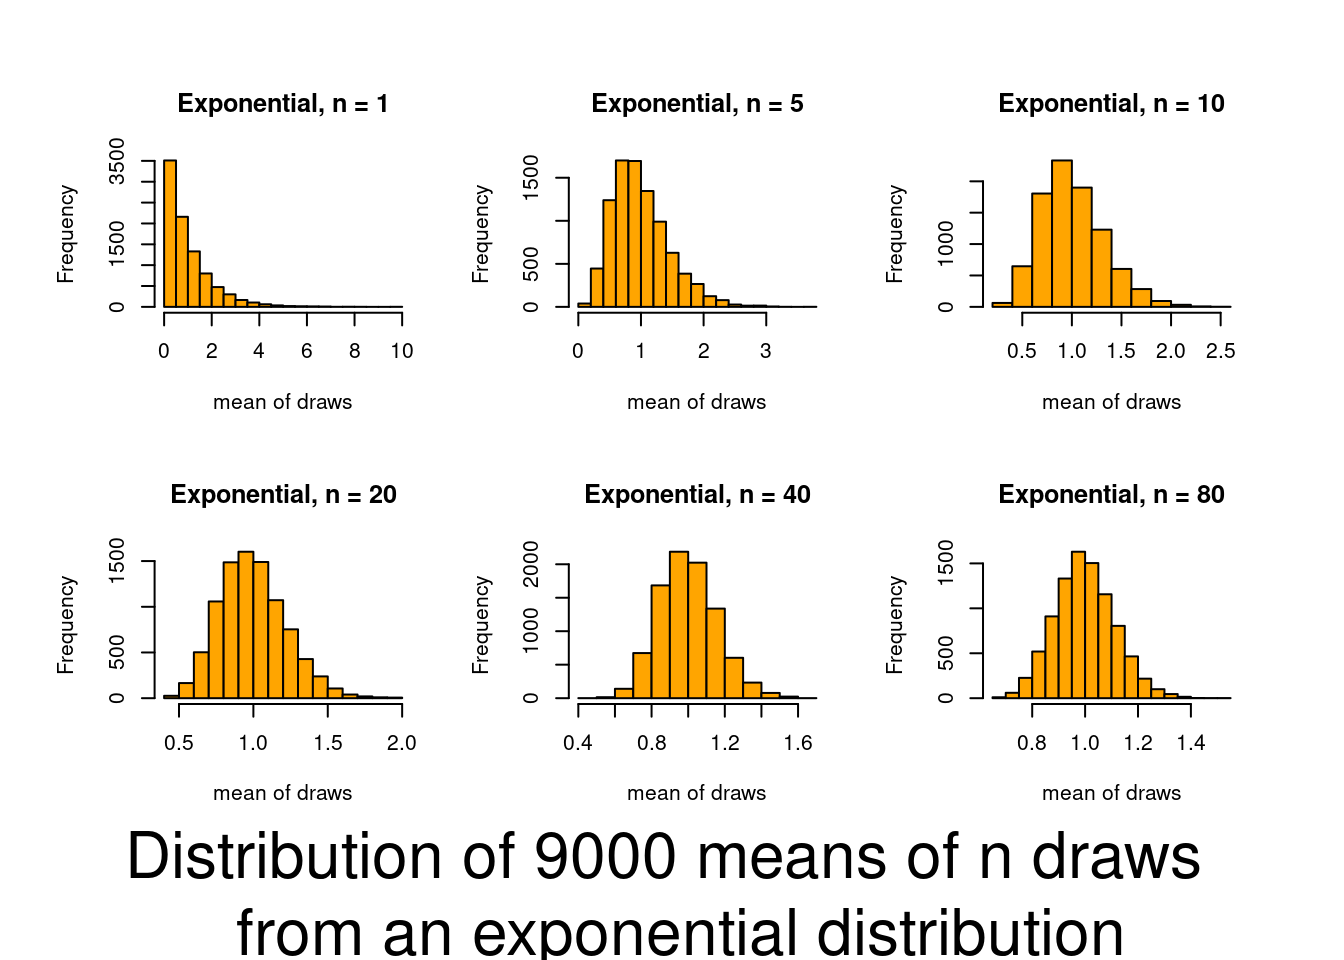 Exponential, n = 1
Frequency
0 1500 3500
0 2 4 6 8 10
mean of draws
Exponential, n = 5
Frequency
0 500 1500
0 1 2 3
mean of draws
Exponential, n = 10
Frequency
0 1000
0.5 1.0 1.5 2.0 2.5
mean of draws
Exponential, n = 20
Frequency
0 500 1500
0.5 1.0 1.5 2.0
mean of draws
Exponential, n = 40
Frequency
0 1000 2000
0.4 0.8 1.2 1.6
mean of draws
Exponential, n = 80
Frequency
0 500 1500
0.8 1.0 1.2 1.4
mean of draws
Distribution of 9000 means of n draws
from an exponential distribution